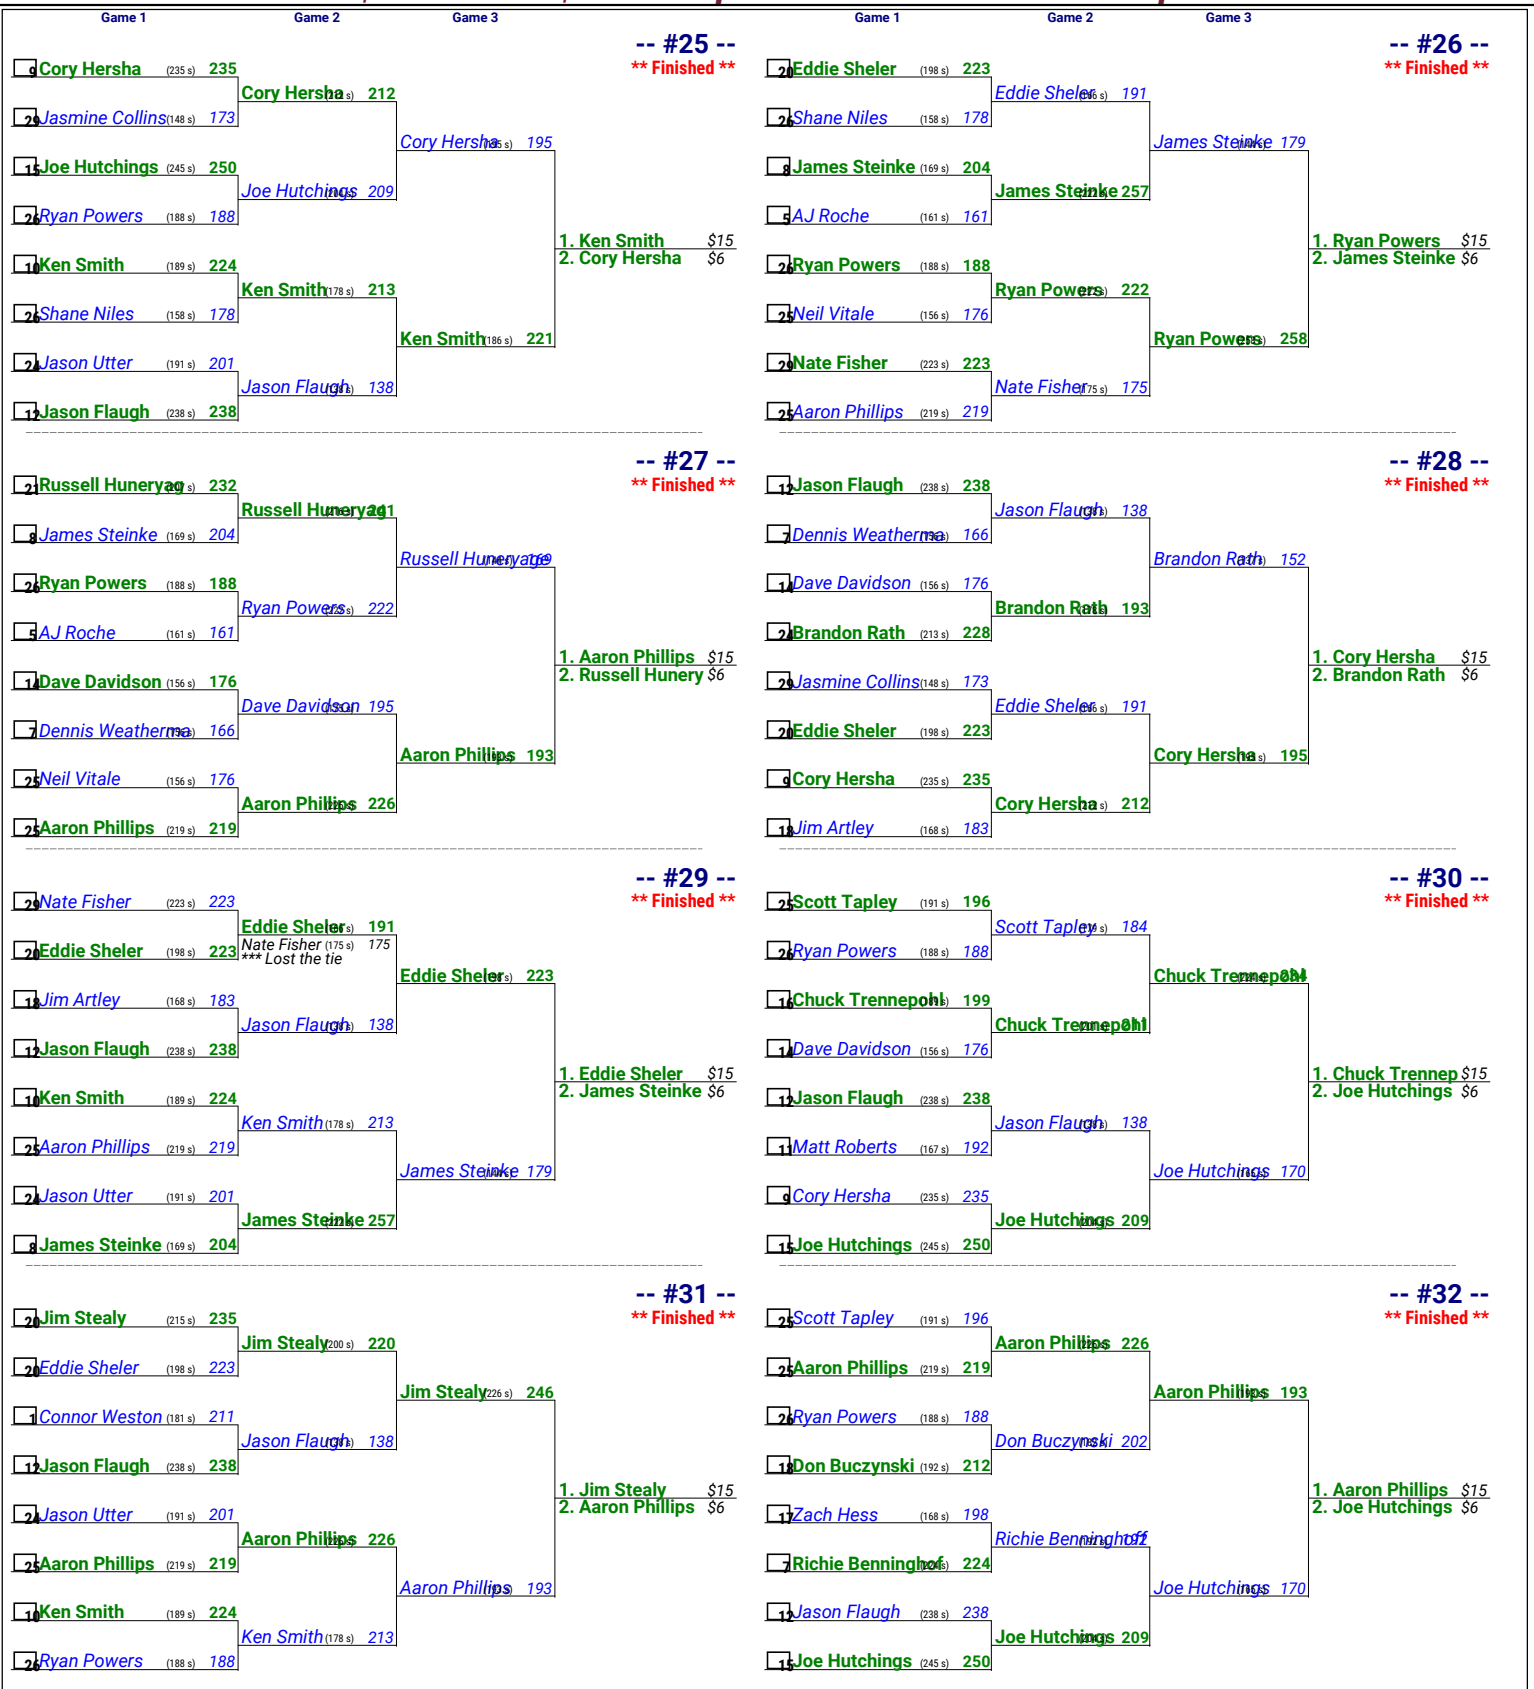 Game 1 Game 2 Game 3 Game 1 Game 2 Game 3
-- #25 --
** Finished **
9 Cory Hersha (235 s) 235
Cory Hersha 212
29 Jasmine Collins (148 s) 173
Cory Hersha 195
15 Joe Hutchings (245 s) 250
Joe Hutchings 209
26 Ryan Powers (188 s) 188
1. Ken Smith $15
2. Cory Hersha $6
10 Ken Smith (189 s) 224
Ken Smith (178 s) 213
26 Shane Niles (158 s) 178
Ken Smith (186 s) 221
24 Jason Utter (191 s) 201
Jason Flaugh 138
12 Jason Flaugh (238 s) 238
-- #26 --
** Finished **
20 Eddie Sheler (198 s) 223
Eddie Sheler 191
26 Shane Niles (158 s) 178
James Steinke 179
8 James Steinke (169 s) 204
James Steinke 257
5 AJ Roche (161 s) 161
1. Ryan Powers $15
2. James Steinke $6
26 Ryan Powers (188 s) 188
Ryan Powers 222
25 Neil Vitale (156 s) 176
Ryan Powers 258
29 Nate Fisher (223 s) 223
Nate Fisher (175 s) 175
25 Aaron Phillips (219 s) 219
-- #27 --
** Finished **
21 Russell Huneryag 232
Russell Huneryag 241
8 James Steinke (169 s) 204
Russell Huneryage 169
26 Ryan Powers (188 s) 188
Ryan Powers 222
5 AJ Roche (161 s) 161
1. Aaron Phillips $15
2. Russell Hunery $6
14 Dave Davidson (156 s) 176
Dave Davidson 195
7 Dennis Weatherma 166
Aaron Phillips 193
25 Neil Vitale (156 s) 176
Aaron Phillips 226
25 Aaron Phillips (219 s) 219
-- #28 --
** Finished **
12 Jason Flaugh (238 s) 238
Jason Flaugh 138
7 Dennis Weatherma 166
Brandon Rath 152
14 Dave Davidson (156 s) 176
Brandon Rath 193
24 Brandon Rath (213 s) 228
1. Cory Hersha $15
2. Brandon Rath $6
29 Jasmine Collins (148 s) 173
Eddie Sheler 191
20 Eddie Sheler (198 s) 223
Cory Hersha 195
9 Cory Hersha (235 s) 235
Cory Hersha 212
18 Jim Artley (168 s) 183
-- #29 --
** Finished **
29 Nate Fisher (223 s) 223
Eddie Sheler 191
Nate Fisher (175 s) 175
*** Lost the tie
20 Eddie Sheler (198 s) 223
Eddie Sheler 223
18 Jim Artley (168 s) 183
Jason Flaugh 138
12 Jason Flaugh (238 s) 238
1. Eddie Sheler $15
2. James Steinke $6
10 Ken Smith (189 s) 224
Ken Smith (178 s) 213
25 Aaron Phillips (219 s) 219
James Steinke 179
24 Jason Utter (191 s) 201
James Steinke 257
8 James Steinke (169 s) 204
-- #30 --
** Finished **
25 Scott Tapley (191 s) 196
Scott Tapley 184
26 Ryan Powers (188 s) 188
Chuck Trennepohl 234
16 Chuck Trennepohl 199
Chuck Trennepohl 211
14 Dave Davidson (156 s) 176
1. Chuck Trennep $15
2. Joe Hutchings $6
12 Jason Flaugh (238 s) 238
Jason Flaugh 138
11 Matt Roberts (167 s) 192
Joe Hutchings 170
9 Cory Hersha (235 s) 235
Joe Hutchings 209
15 Joe Hutchings (245 s) 250
-- #31 --
** Finished **
20 Jim Stealy (215 s) 235
Jim Stealy (200 s) 220
20 Eddie Sheler (198 s) 223
Jim Stealy (226 s) 246
1 Connor Weston (181 s) 211
Jason Flaugh 138
12 Jason Flaugh (238 s) 238
1. Jim Stealy $15
2. Aaron Phillips $6
24 Jason Utter (191 s) 201
Aaron Phillips 226
25 Aaron Phillips (219 s) 219
Aaron Phillips 193
10 Ken Smith (189 s) 224
Ken Smith (178 s) 213
26 Ryan Powers (188 s) 188
-- #32 --
** Finished **
25 Scott Tapley (191 s) 196
Aaron Phillips 226
25 Aaron Phillips (219 s) 219
Aaron Phillips 193
26 Ryan Powers (188 s) 188
Don Buczynski 202
18 Don Buczynski (192 s) 212
1. Aaron Phillips $15
2. Joe Hutchings $6
17 Zach Hess (168 s) 198
Richie Benninghoff 192
7 Richie Benninghof 224
Joe Hutchings 170
12 Jason Flaugh (238 s) 238
Joe Hutchings 209
15 Joe Hutchings (245 s) 250